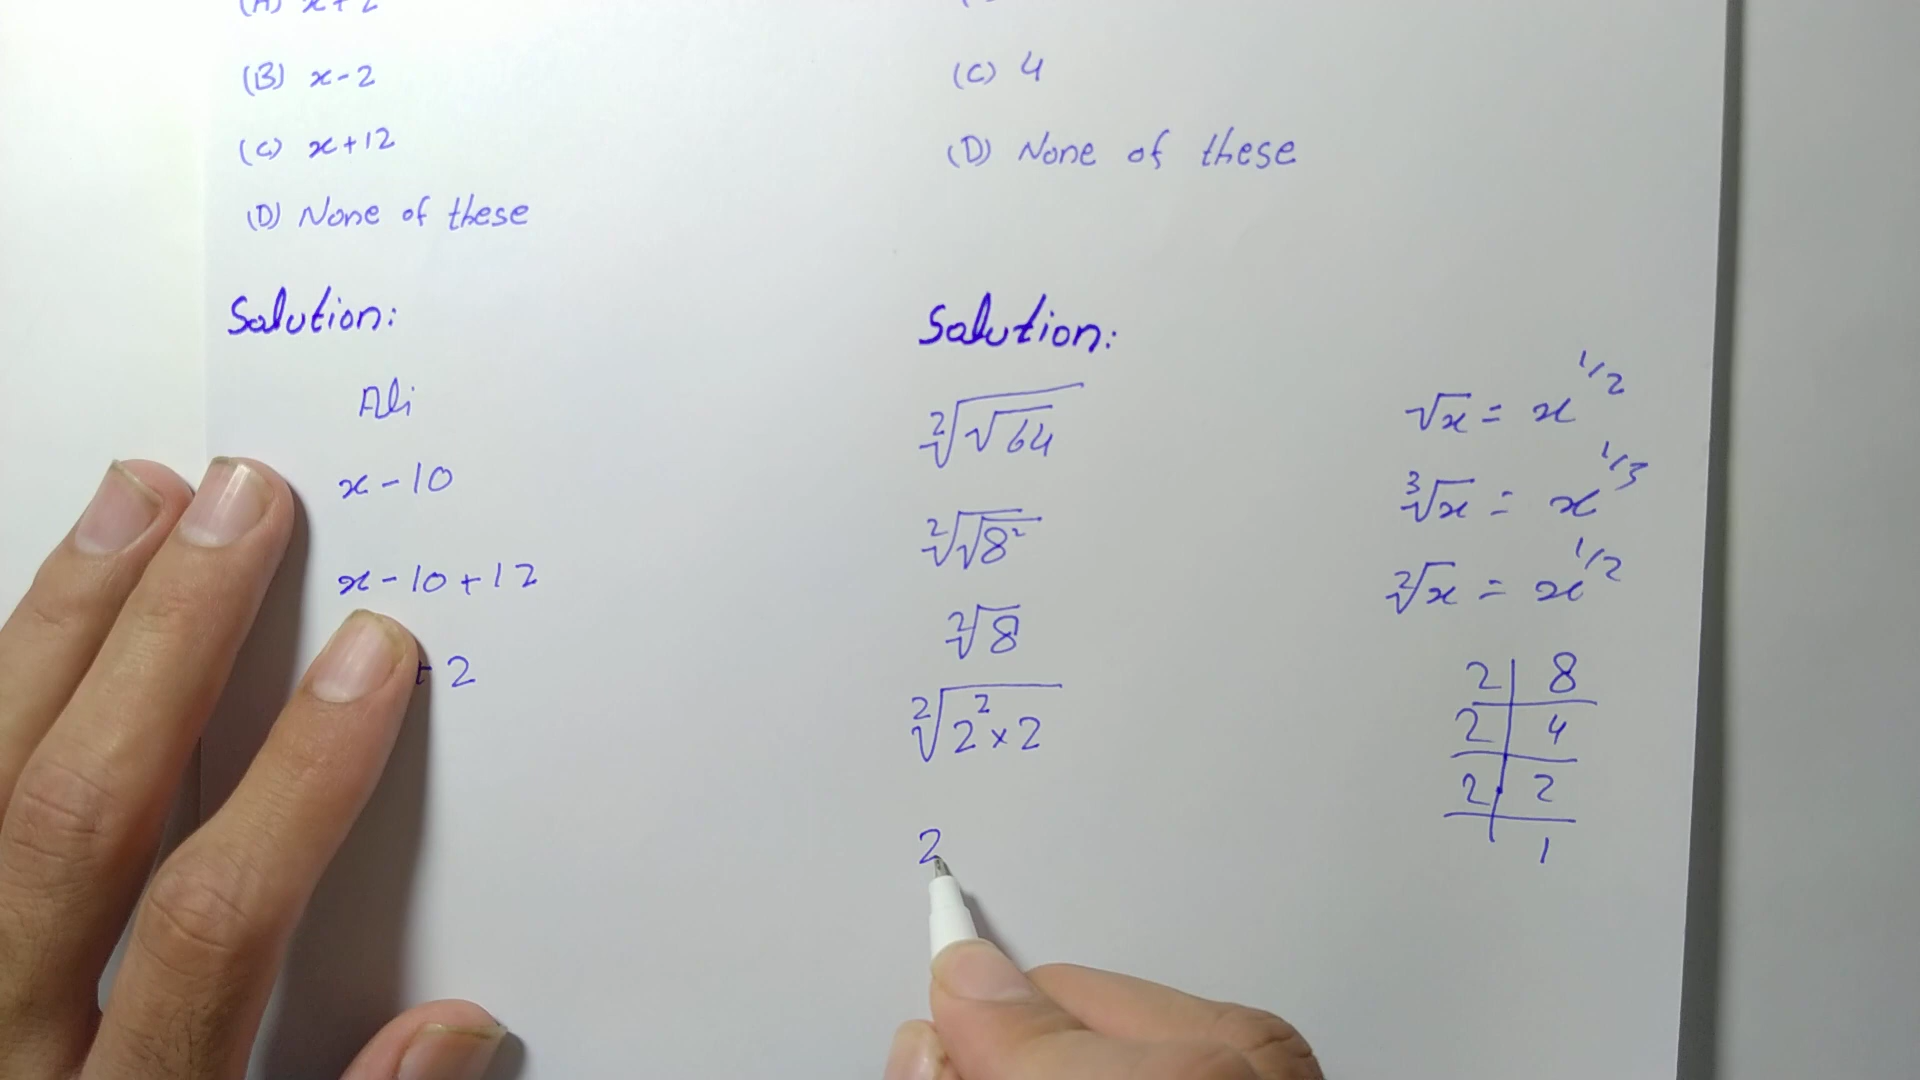 (A) x+2
(B) x-2
(C) x+12
(D) None of these
Solution:
Ali
x-10
x-10+12
+2
(C) 4
(D) None of these
Solution:
²√√64
²√√8²
²√8
²√2²×2
2
√x = x^1/2
³√x = x^1/3
²√x = x^1/2
2 | 8
2 | 4
2 | 2
1